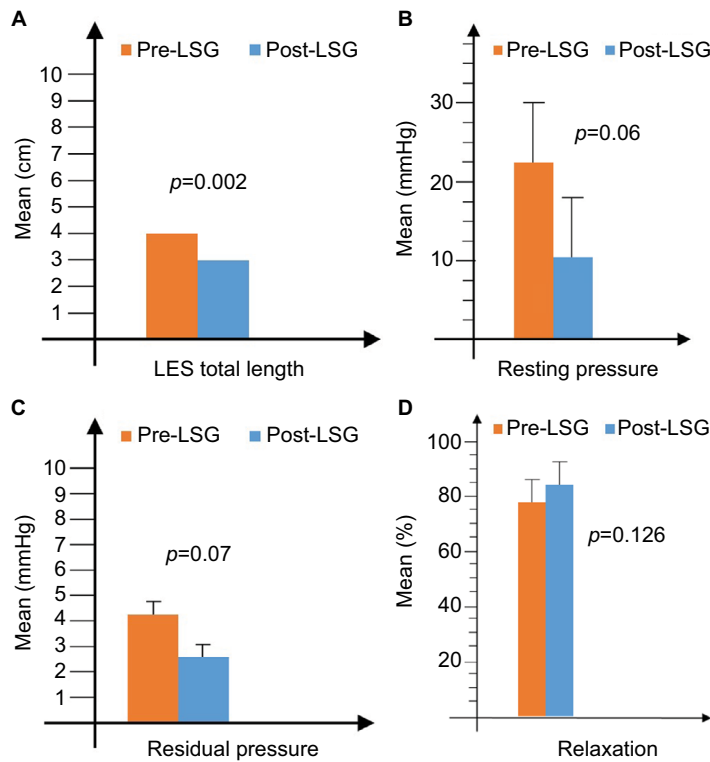 A
Pre-LSG Post-LSG
10
9
8
7
6
5
4
3
2
1
Mean (cm)
p=0.002
LES total length
B
Pre-LSG Post-LSG
30
20
10
Mean (mmHg)
p=0.06
Resting pressure
C
Pre-LSG Post-LSG
10
9
8
7
6
5
4
3
2
1
Mean (mmHg)
p=0.07
Residual pressure
D
Pre-LSG Post-LSG
100
80
60
40
20
Mean (%)
p=0.126
Relaxation